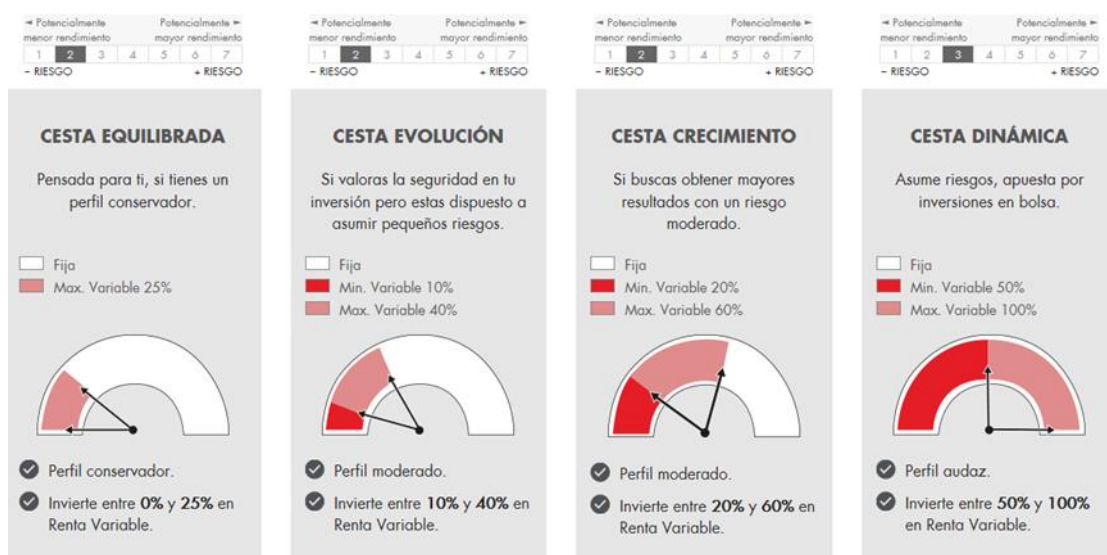 ◄ Potencialmente Potencialmente ►
menor rendimiento mayor rendimiento
1 2 3 4 5 6 7
– RIESGO + RIESGO
CESTA EQUILIBRADA
Pensada para ti, si tienes un
perfil conservador.
Fija
Max. Variable 25%
Perfil conservador.
Invierte entre 0% y 25% en
Renta Variable.
◄ Potencialmente Potencialmente ►
menor rendimiento mayor rendimiento
1 2 3 4 5 6 7
– RIESGO + RIESGO
CESTA EVOLUCIÓN
Si valoras la seguridad en tu
inversión pero estas dispuesto a
asumir pequeños riesgos.
Fija
Min. Variable 10%
Max. Variable 40%
Perfil moderado.
Invierte entre 10% y 40% en
Renta Variable.
◄ Potencialmente Potencialmente ►
menor rendimiento mayor rendimiento
1 2 3 4 5 6 7
– RIESGO + RIESGO
CESTA CRECIMIENTO
Si buscas obtener mayores
resultados con un riesgo
moderado.
Fija
Min. Variable 20%
Max. Variable 60%
Perfil moderado.
Invierte entre 20% y 60% en
Renta Variable.
◄ Potencialmente Potencialmente ►
menor rendimiento mayor rendimiento
1 2 3 4 5 6 7
– RIESGO + RIESGO
CESTA DINÁMICA
Asume riesgos, apuesta por
inversiones en bolsa.
Fija
Min. Variable 50%
Max. Variable 100%
Perfil audaz.
Invierte entre 50% y 100%
en Renta Variable.